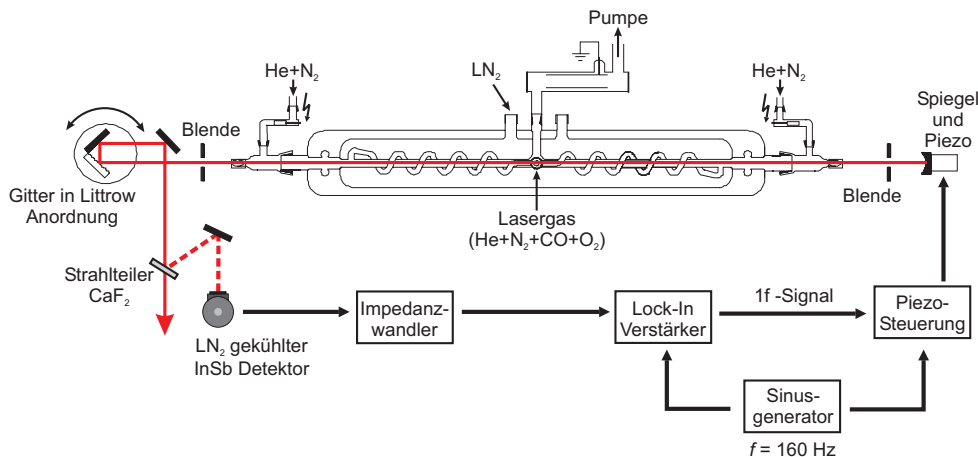 Pumpe
He+N₂
LN₂
He+N₂
Spiegel
und
Piezo
Blende
Gitter in Littrow
Anordnung
Blende
Lasergas
(He+N₂+CO+O₂)
Strahlteiler
CaF₂
LN₂ gekühlter
InSb Detektor
Impedanz-
wandler
Lock-In
Verstärker
1f -Signal
Piezo-
Steuerung
Sinus-
generator
f = 160 Hz